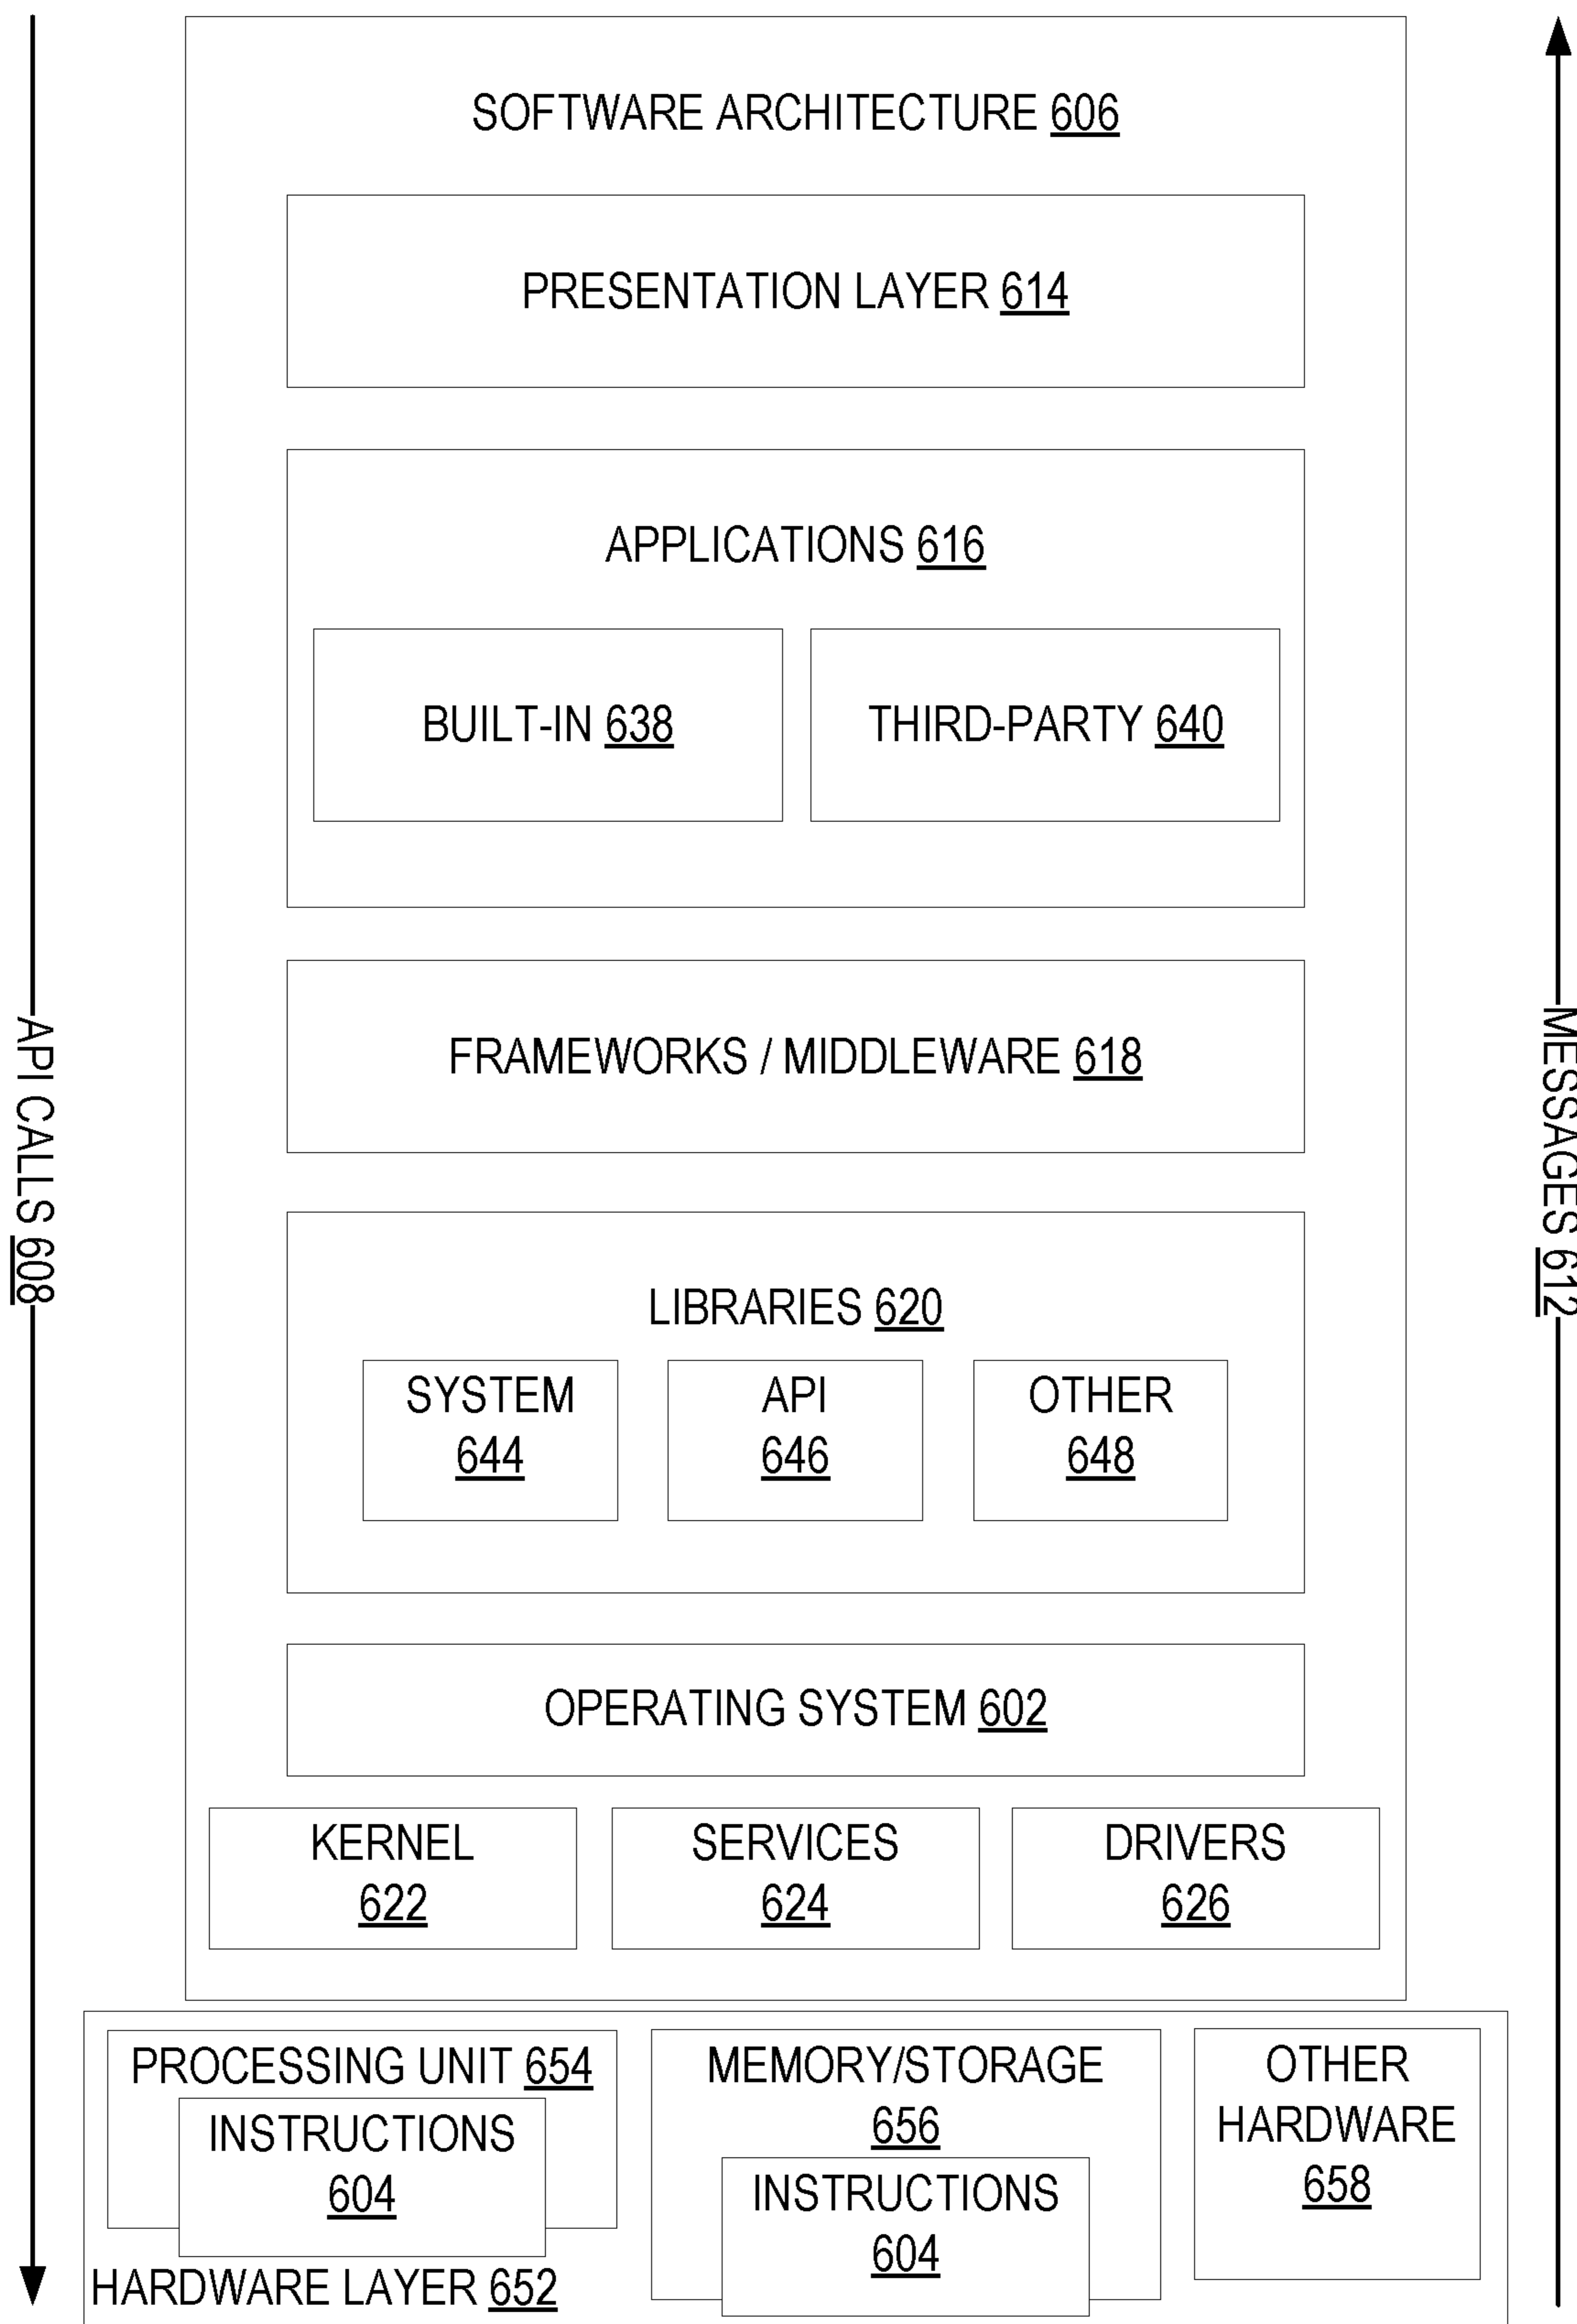 SOFTWARE ARCHITECTURE 606
PRESENTATION LAYER 614
APPLICATIONS 616
BUILT-IN 638
THIRD-PARTY 640
FRAMEWORKS / MIDDLEWARE 618
API CALLS 608
MESSAGES 612
LIBRARIES 620
SYSTEM
644
API
646
OTHER
648
OPERATING SYSTEM 602
KERNEL
622
SERVICES
624
DRIVERS
626
PROCESSING UNIT 654
INSTRUCTIONS
604
MEMORY/STORAGE
656
INSTRUCTIONS
604
OTHER
HARDWARE
658
HARDWARE LAYER 652